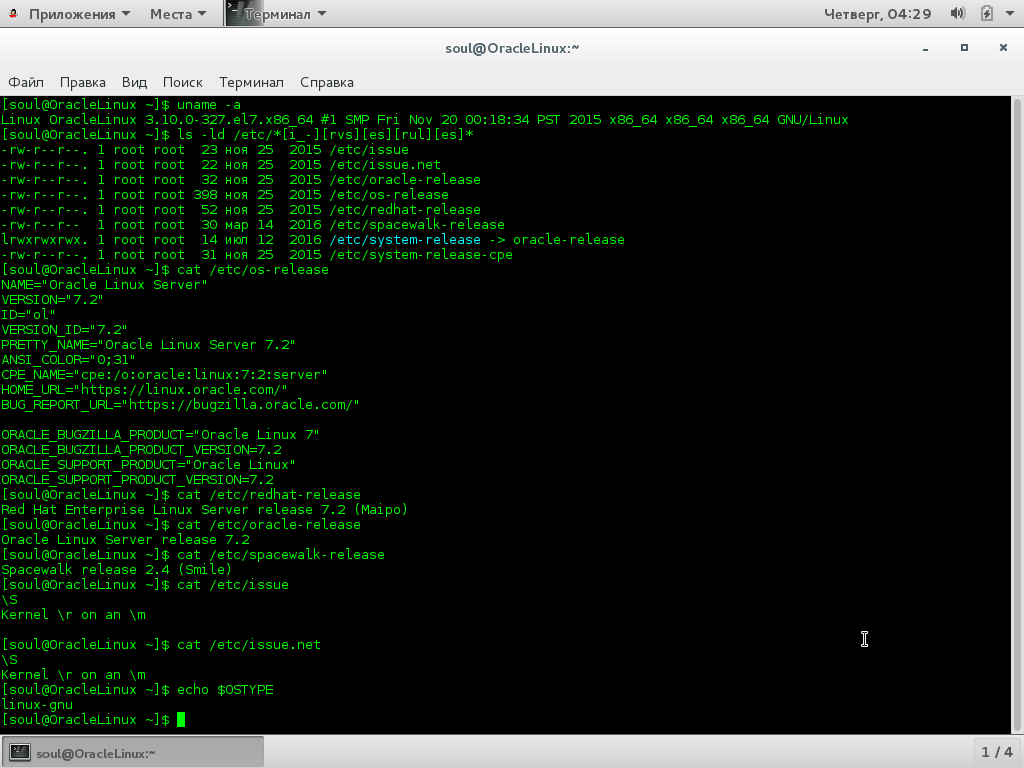 Приложения Места Терминал Четверг, 04:29
soul@OracleLinux:~
Файл Правка Вид Поиск Терминал Справка
[soul@OracleLinux ~]$ uname -a
Linux OracleLinux 3.10.0-327.el7.x86_64 #1 SMP Fri Nov 20 00:18:34 PST 2015 x86_64 x86_64 x86_64 GNU/Linux
[soul@OracleLinux ~]$ ls -ld /etc/*[i_-][rvs][es][rul][es]*
-rw-r--r--. 1 root root  23 ноя 25  2015 /etc/issue
-rw-r--r--. 1 root root  22 ноя 25  2015 /etc/issue.net
-rw-r--r--. 1 root root  32 ноя 25  2015 /etc/oracle-release
-rw-r--r--. 1 root root 398 ноя 25  2015 /etc/os-release
-rw-r--r--. 1 root root  52 ноя 25  2015 /etc/redhat-release
-rw-r--r--  1 root root  30 мар 14  2016 /etc/spacewalk-release
lrwxrwxrwx. 1 root root  14 июл 12  2016 /etc/system-release -> oracle-release
-rw-r--r--. 1 root root  31 ноя 25  2015 /etc/system-release-cpe
[soul@OracleLinux ~]$ cat /etc/os-release
NAME="Oracle Linux Server"
VERSION="7.2"
ID="ol"
VERSION_ID="7.2"
PRETTY_NAME="Oracle Linux Server 7.2"
ANSI_COLOR="0;31"
CPE_NAME="cpe:/o:oracle:linux:7:2:server"
HOME_URL="https://linux.oracle.com/"
BUG_REPORT_URL="https://bugzilla.oracle.com/"

ORACLE_BUGZILLA_PRODUCT="Oracle Linux 7"
ORACLE_BUGZILLA_PRODUCT_VERSION=7.2
ORACLE_SUPPORT_PRODUCT="Oracle Linux"
ORACLE_SUPPORT_PRODUCT_VERSION=7.2
[soul@OracleLinux ~]$ cat /etc/redhat-release
Red Hat Enterprise Linux Server release 7.2 (Maipo)
[soul@OracleLinux ~]$ cat /etc/oracle-release
Oracle Linux Server release 7.2
[soul@OracleLinux ~]$ cat /etc/spacewalk-release
Spacewalk release 2.4 (Smile)
[soul@OracleLinux ~]$ cat /etc/issue
\S
Kernel \r on an \m

[soul@OracleLinux ~]$ cat /etc/issue.net
\S
Kernel \r on an \m
[soul@OracleLinux ~]$ echo $OSTYPE
linux-gnu
[soul@OracleLinux ~]$
soul@OracleLinux:~ 1 / 4